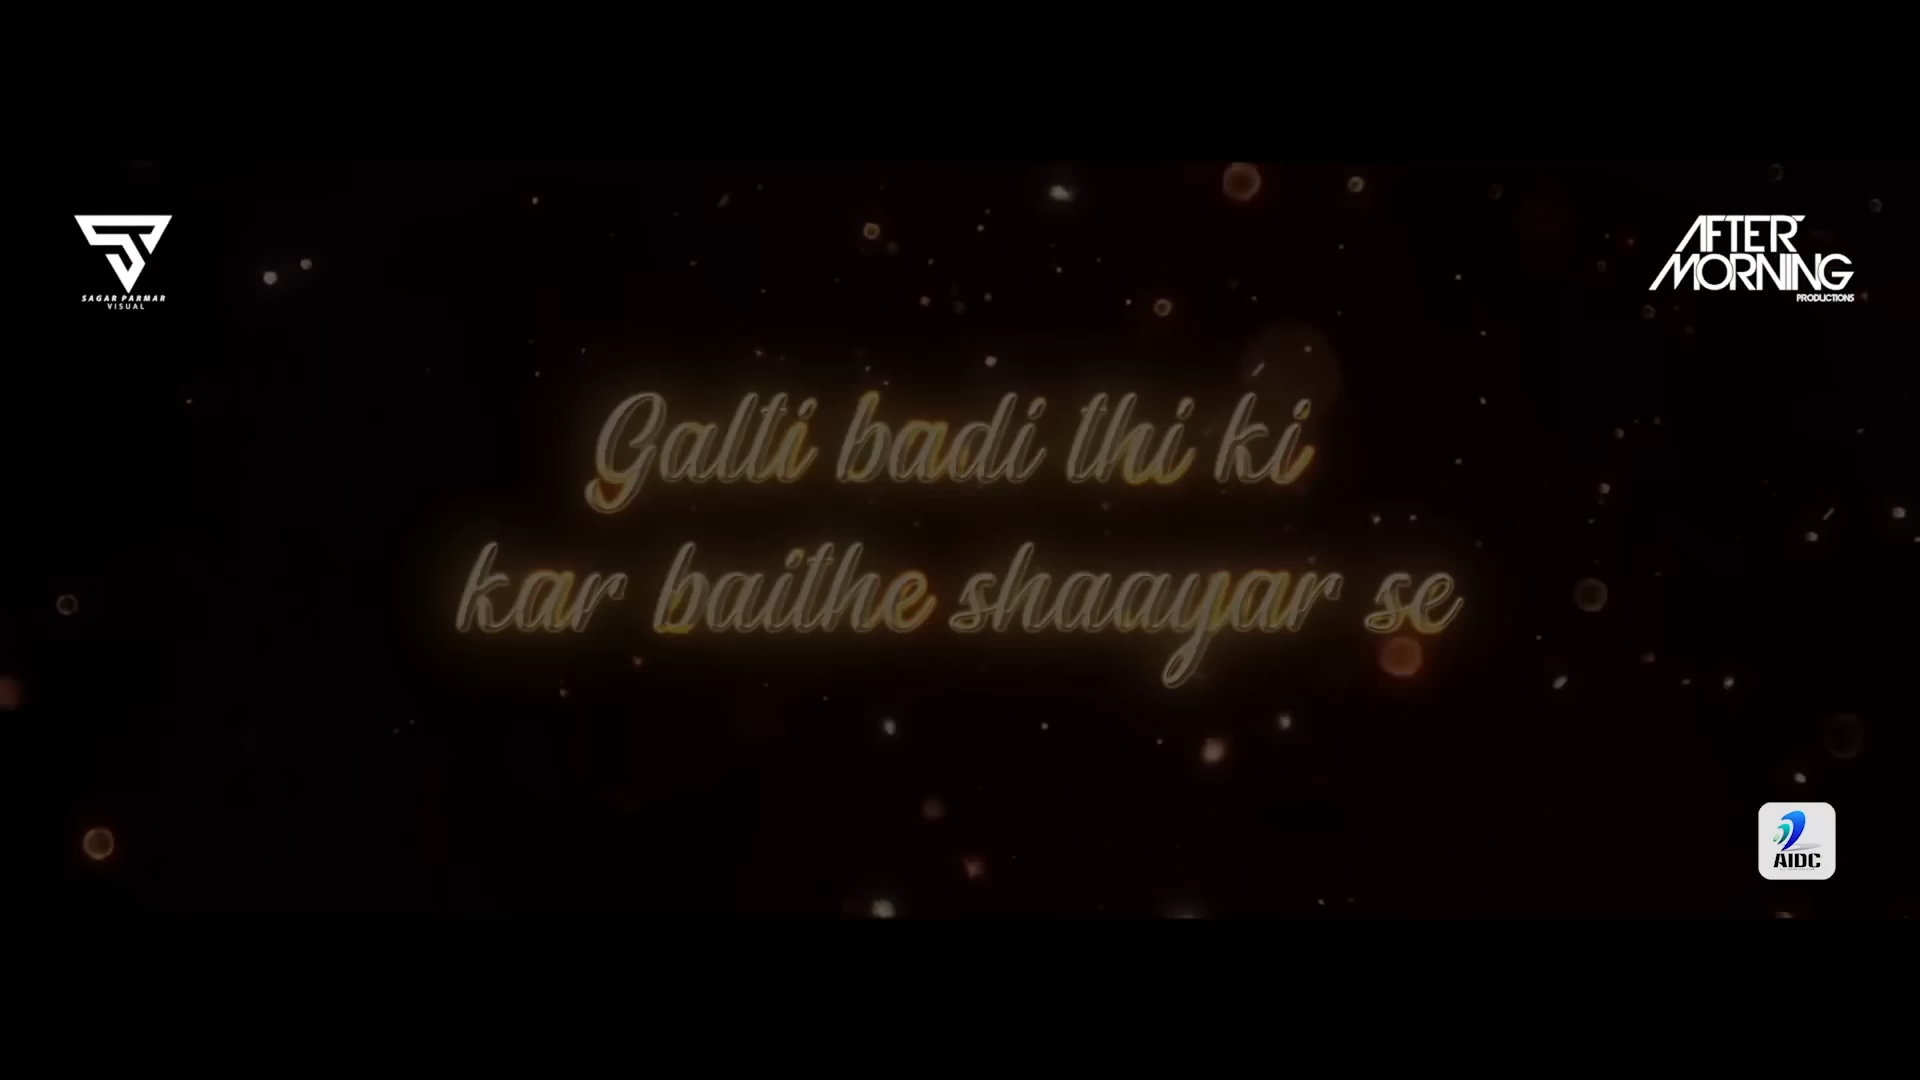 SAGAR PARMAR
VISUAL
AFTER
MORNING
PRODUCTIONS
Galti badi thi ki
kar baithe shaayar se
AIDC